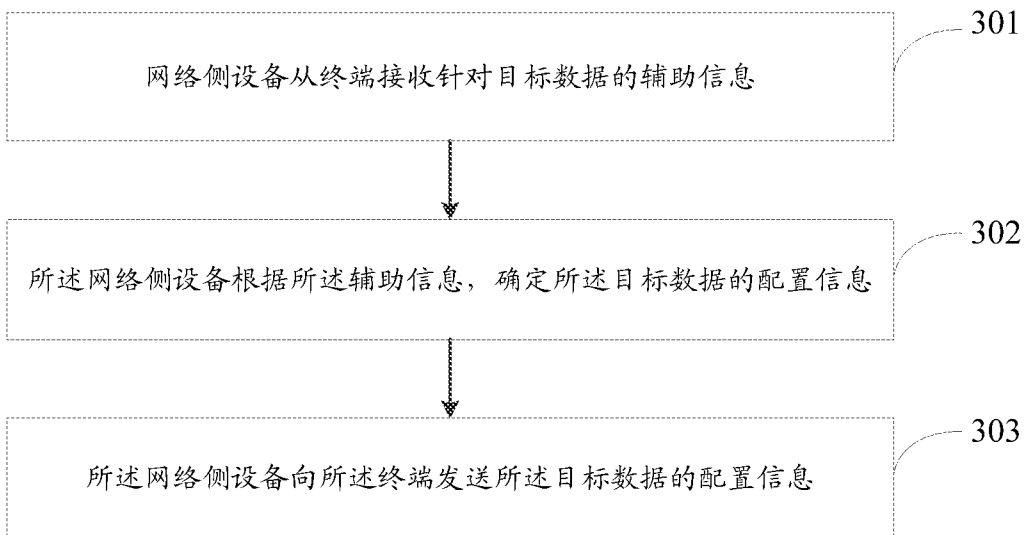 301
网络侧设备从终端接收针对目标数据的辅助信息
302
所述网络侧设备根据所述辅助信息，确定所述目标数据的配置信息
303
所述网络侧设备向所述终端发送所述目标数据的配置信息